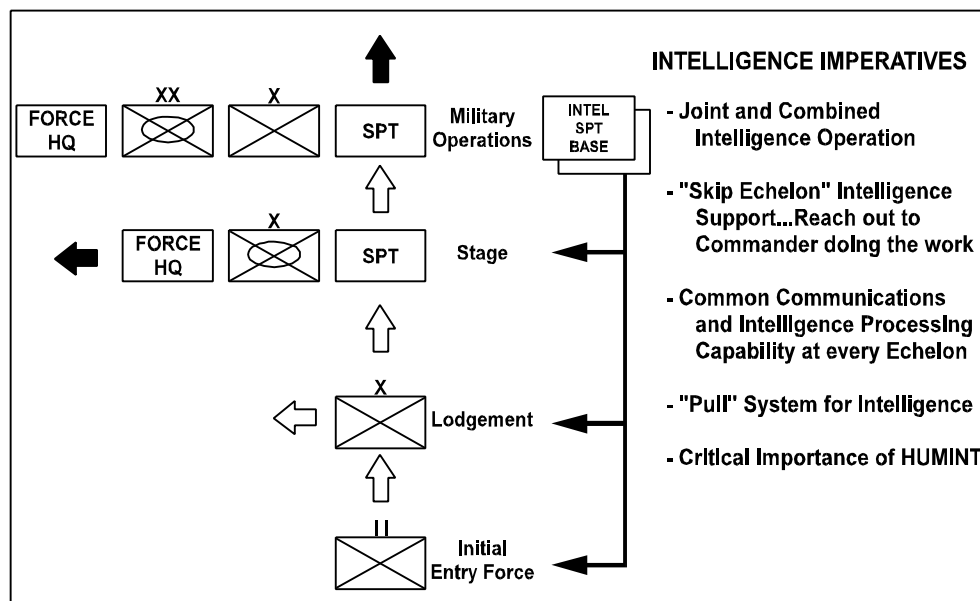 INTELLIGENCE IMPERATIVES
XX
X
FORCE
HQ
SPT
Military
Operations
INTEL
SPT
BASE
- Joint and Combined
Intelligence Operation
X
FORCE
HQ
SPT
Stage
- "Skip Echelon" Intelligence
Support...Reach out to
Commander doing the work
- Common Communications
and Intelligence Processing
Capability at every Echelon
X
Lodgement
- "Pull" System for Intelligence
- Critical Importance of HUMINT
II
Initial
Entry Force